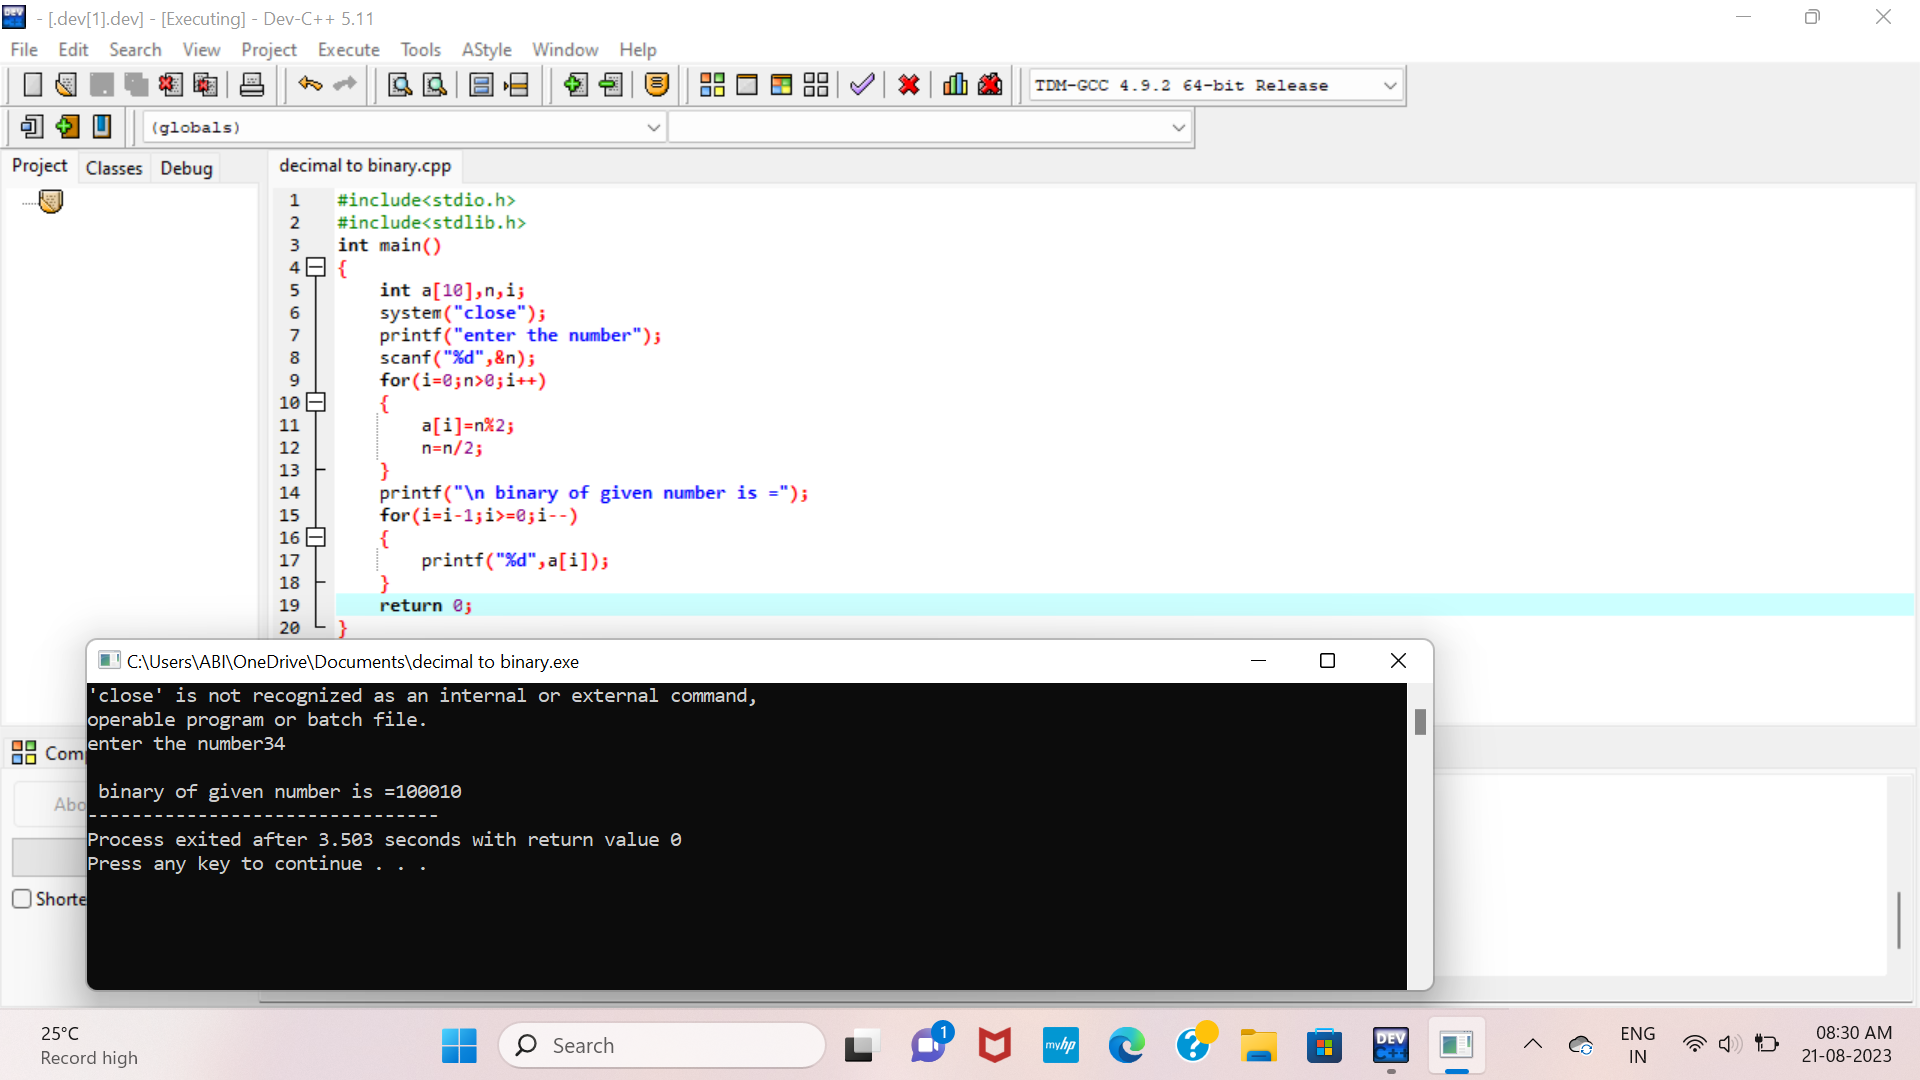 - [.dev[1].dev] - [Executing] - Dev-C++ 5.11
File Edit Search View Project Execute Tools AStyle Window Help
TDM-GCC 4.9.2 64-bit Release
(globals)
Project Classes Debug
decimal to binary.cpp
1 #include<stdio.h>
2 #include<stdlib.h>
3 int main()
4 {
5 int a[10],n,i;
6 system("close");
7 printf("enter the number");
8 scanf("%d",&n);
9 for(i=0;n>0;i++)
10 {
11 a[i]=n%2;
12 n=n/2;
13 }
14 printf("\n binary of given number is =");
15 for(i=i-1;i>=0;i--)
16 {
17 printf("%d",a[i]);
18 }
19 return 0;
20 }
C:\Users\ABI\OneDrive\Documents\decimal to binary.exe
'close' is not recognized as an internal or external command,
operable program or batch file.
enter the number34
binary of given number is =100010
--------------------------------
Process exited after 3.503 seconds with return value 0
Press any key to continue . . .
Comp
Abo
Shorte
25°C
Record high
Search
1
myhp
DEV
C++
ENG
IN
08:30 AM
21-08-2023